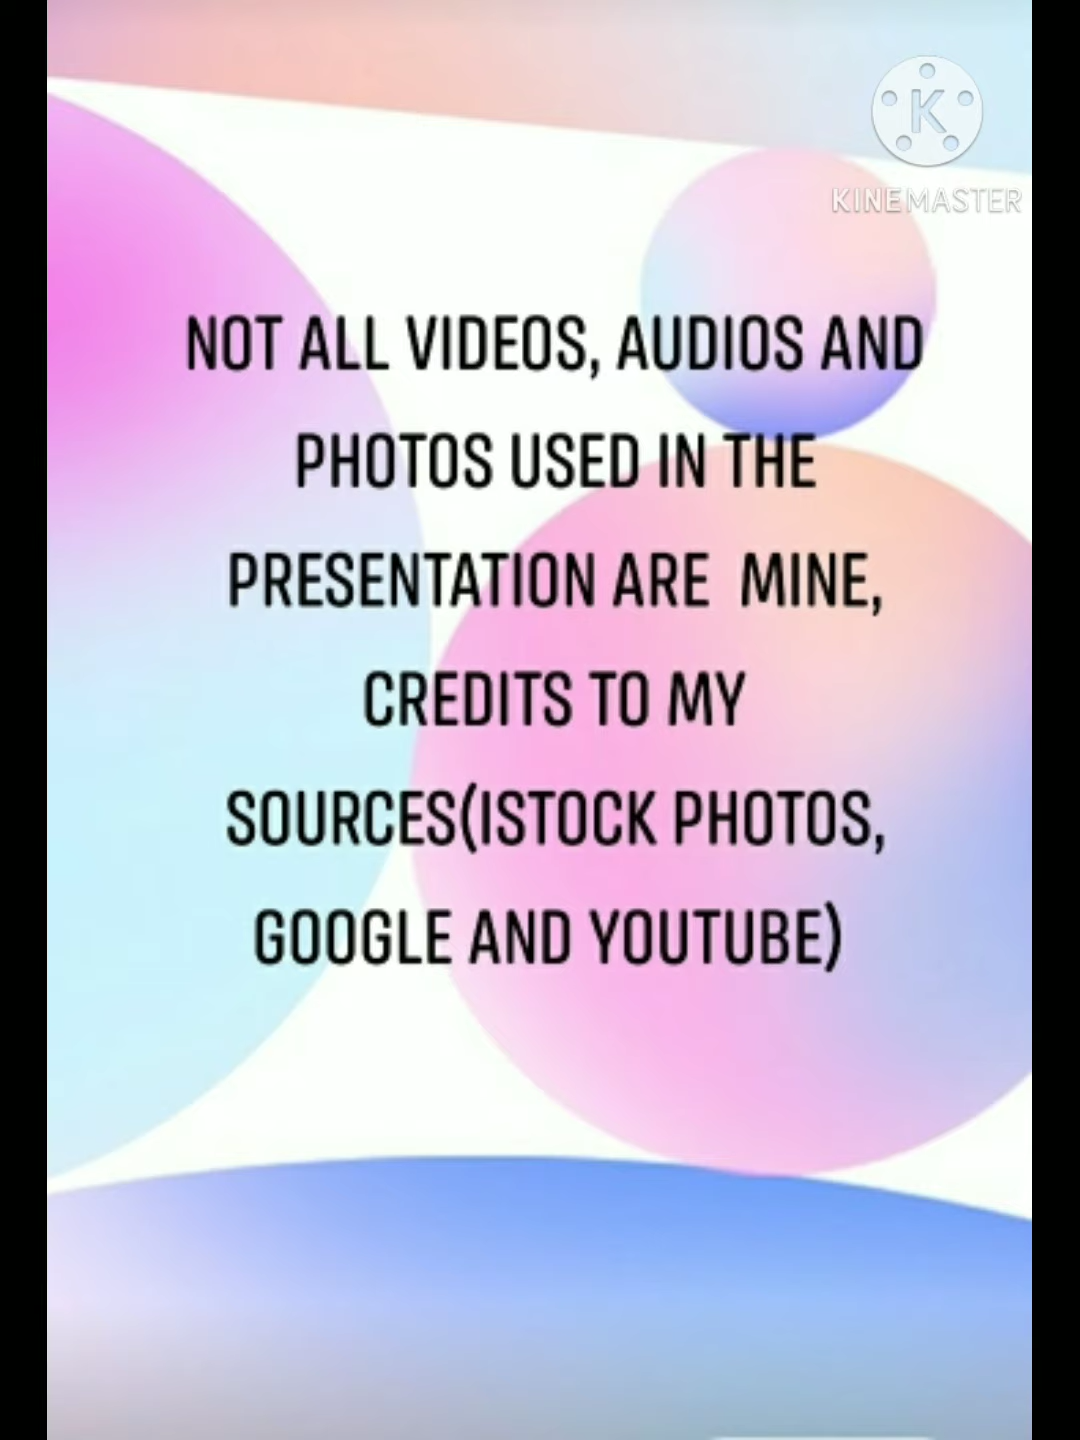 K
KINEMASTER
NOT ALL VIDEOS, AUDIOS AND
PHOTOS USED IN THE
PRESENTATION ARE  MINE,
CREDITS TO MY
SOURCES(ISTOCK PHOTOS,
GOOGLE AND YOUTUBE)